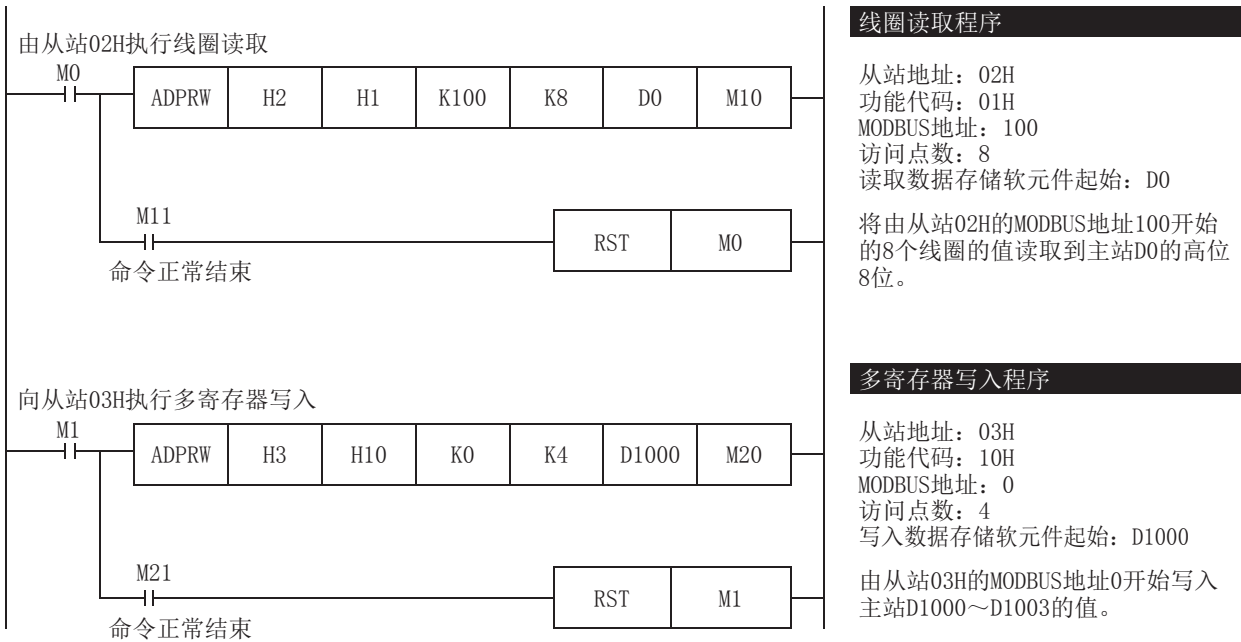 由从站02H执行线圈读取
M0
ADPRW H2 H1 K100 K8 D0 M10
M11
RST M0
命令正常结束
线圈读取程序
从站地址：02H
功能代码：01H
MODBUS地址：100
访问点数：8
读取数据存储软元件起始：D0
将由从站02H的MODBUS地址100开始
的8个线圈的值读取到主站D0的高位
8位。
向从站03H执行多寄存器写入
M1
ADPRW H3 H10 K0 K4 D1000 M20
M21
RST M1
命令正常结束
多寄存器写入程序
从站地址：03H
功能代码：10H
MODBUS地址：0
访问点数：4
写入数据存储软元件起始：D1000
由从站03H的MODBUS地址0开始写入
主站D1000～D1003的值。